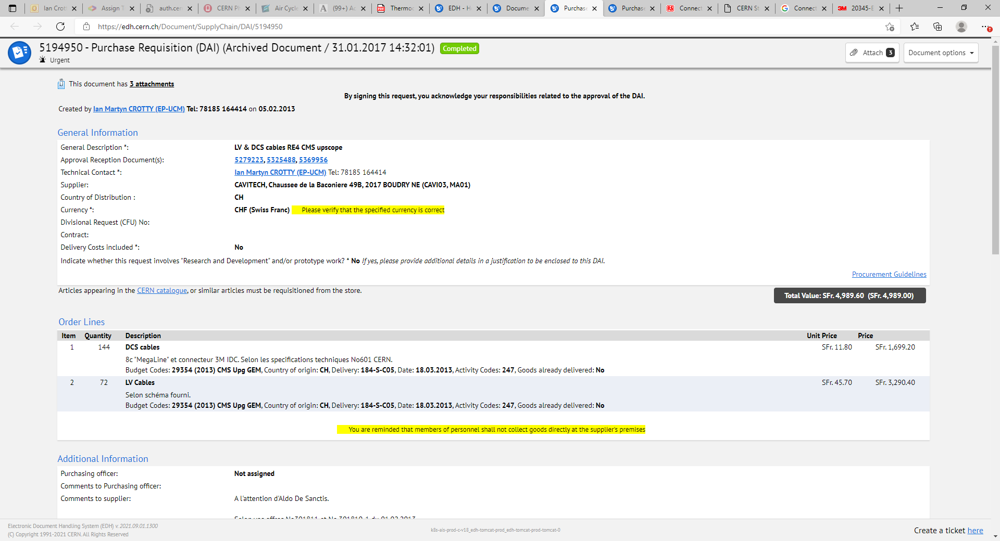 Ian Crott
Assign T
auth.cer
CERN Ph
Air Cycle
(99+) Ac
Thermoc
EDH - H
Docume
Purchase
Purchase
Connect
CERN St
Connect
20345-E
https://edh.cern.ch/Document/SupplyChain/DAI/5194950
5194950 - Purchase Requisition (DAI) (Archived Document / 31.01.2017 14:32:01) Completed
Urgent
Attach 3
Document options
This document has 3 attachments
By signing this request, you acknowledge your responsibilities related to the approval of the DAI.
Created by Ian Martyn CROTTY (EP-UCM) Tel: 78185 164414 on 05.02.2013
General Information
General Description *: LV & DCS cables RE4 CMS upscope
Approval Reception Document(s): 5279223, 5325488, 5369956
Technical Contact *: Ian Martyn CROTTY (EP-UCM) Tel: 78185 164414
Supplier: CAVITECH, Chaussee de la Baconiere 49B, 2017 BOUDRY NE (CAVI03, MA01)
Country of Distribution : CH
Currency *: CHF (Swiss Franc) Please verify that the specified currency is correct
Divisional Request (CFU) No:
Contract:
Delivery Costs included *: No
Indicate whether this request involves "Research and Development" and/or prototype work? * No If yes, please provide additional details in a justification to be enclosed to this DAI.
Procurement Guidelines
Articles appearing in the CERN catalogue, or similar articles must be requisitioned from the store.
Total Value: SFr. 4,989.60 (SFr. 4,989.00)
Order Lines
Item Quantity Description Unit Price Price
1 144 DCS cables SFr. 11.80 SFr. 1,699.20
8c "MegaLine" et connecteur 3M IDC. Selon les specifications techniques No601 CERN.
Budget Codes: 29354 (2013) CMS Upg GEM, Country of origin: CH, Delivery: 184-S-C05, Date: 18.03.2013, Activity Codes: 247, Goods already delivered: No
2 72 LV Cables SFr. 45.70 SFr. 3,290.40
Selon schéma fourni.
Budget Codes: 29354 (2013) CMS Upg GEM, Country of origin: CH, Delivery: 184-S-C05, Date: 18.03.2013, Activity Codes: 247, Goods already delivered: No
You are reminded that members of personnel shall not collect goods directly at the supplier's premises
Additional Information
Purchasing officer: Not assigned
Comments to Purchasing officer:
Comments to supplier: A l'attention d'Aldo De Sanctis.
Selon vos offres No301811 et No 301810-1 du 01.02.2013
Electronic Document Handling System (EDH) v. 2021.09.01.1300
(C) Copyright 1991-2021 CERN. All Rights Reserved
k8s-ais-prod-c-v18_edh-tomcat-prod_edh-tomcat-prod-tomcat-0
Create a ticket here